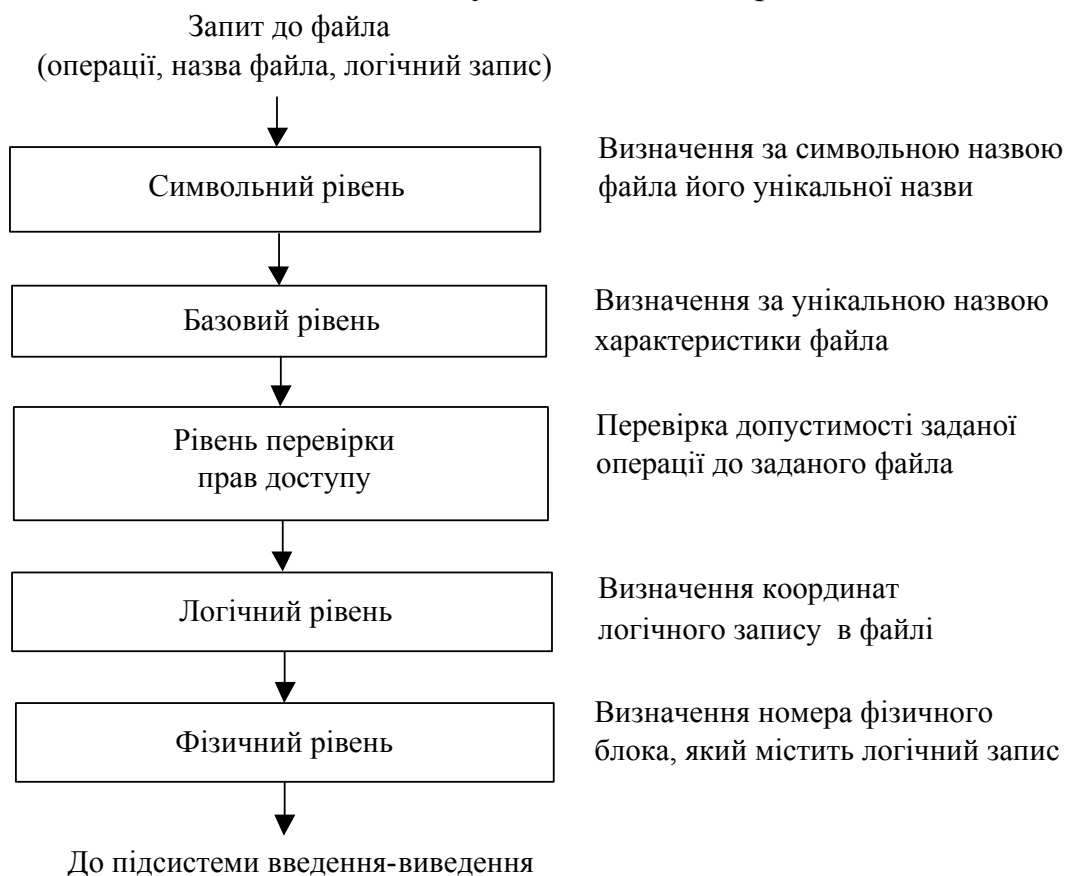 Запит до файла
(операції, назва файла, логічний запис)
Символьний рівень
Визначення за символьною назвою
файла його унікальної назви
Базовий рівень
Визначення за унікальною назвою
характеристики файла
Рівень перевірки
прав доступу
Перевірка допустимості заданої
операції до заданого файла
Логічний рівень
Визначення координат
логічного запису в файлі
Фізичний рівень
Визначення номера фізичного
блока, який містить логічний запис
До підсистеми введення-виведення